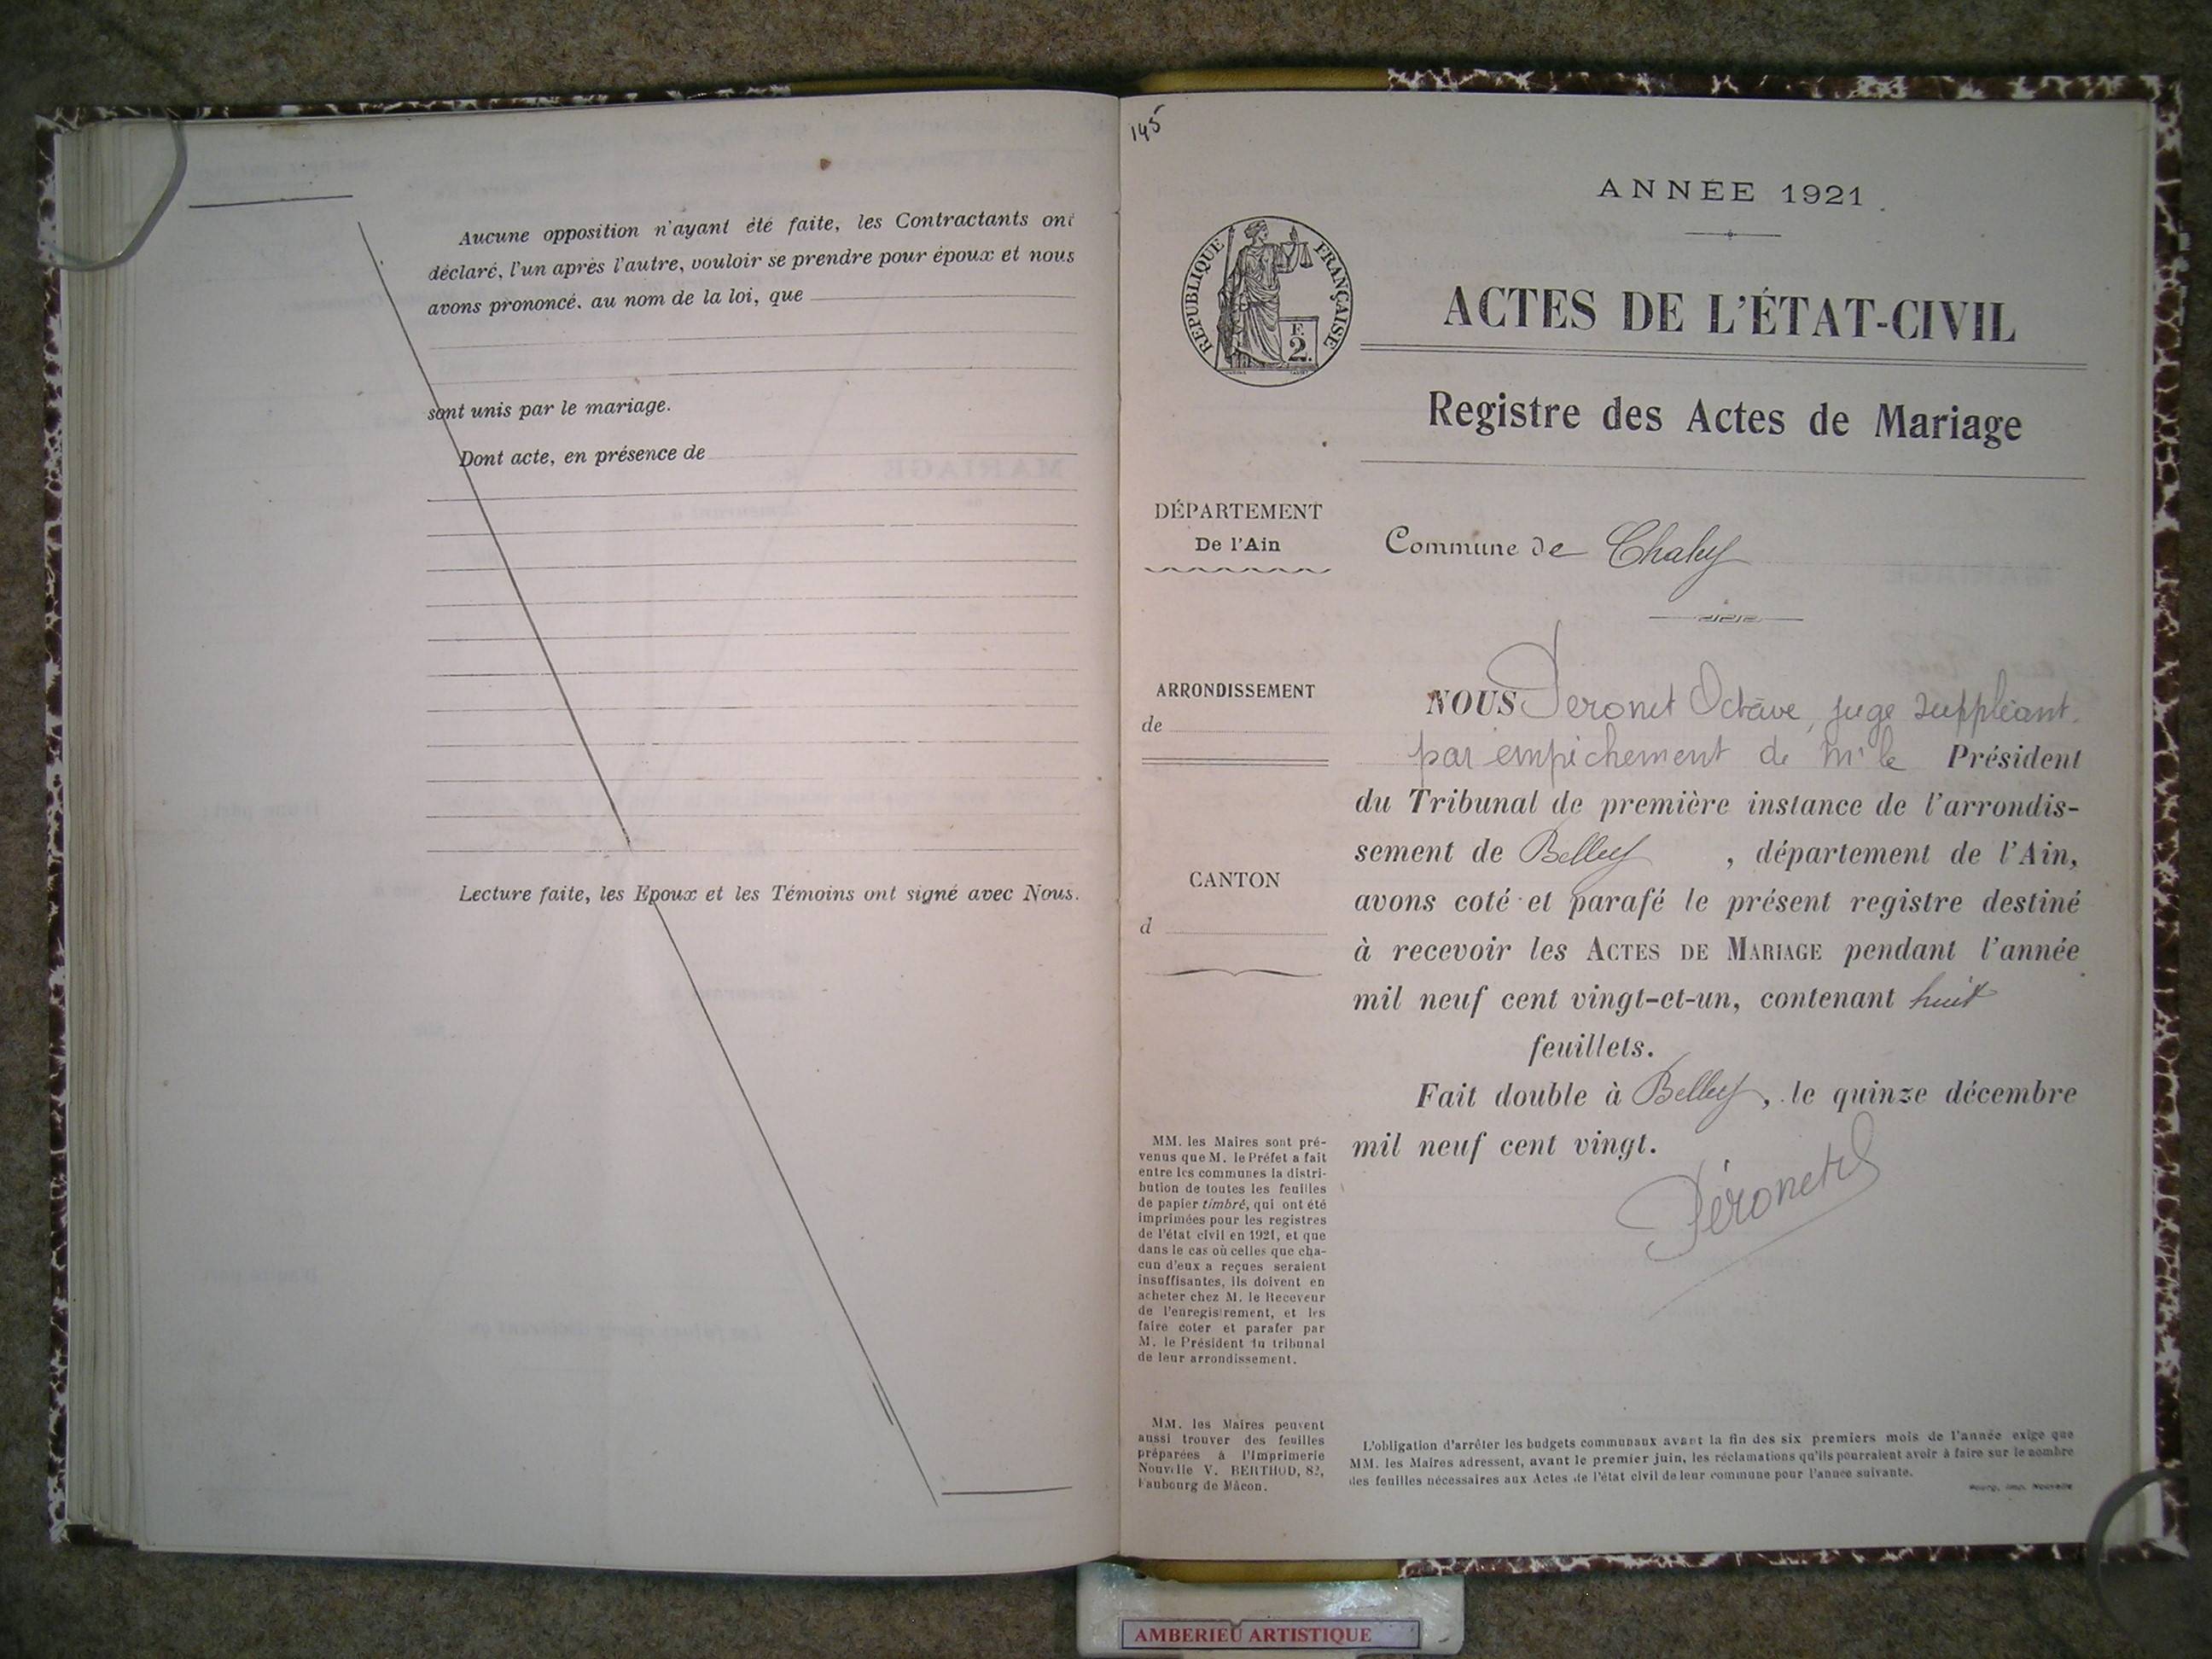 Aucune opposition n'ayant été faite, les Contractants ont
déclaré, l'un après l'autre, vouloir se prendre pour époux et nous
avons prononcé, au nom de la loi, que
sont unis par le mariage.
Dont acte, en présence de
Lecture faite, les Epoux et les Témoins ont signé avec Nous.
145
ANNÉE 1921
RÉPUBLIQUE FRANÇAISE
F.
2.
ACTES DE L'ÉTAT-CIVIL
Registre des Actes de Mariage
DÉPARTEMENT
De l'Ain
Commune de Chaley
ARRONDISSEMENT
de
CANTON
d
NOUS Péronet Octave, juge suppléant
par empêchement de Mr le Président
du Tribunal de première instance de l'arrondis-
sement de Belley , département de l'Ain,
avons coté et parafé le présent registre destiné
à recevoir les ACTES DE MARIAGE pendant l'année
mil neuf cent vingt-et-un, contenant huit
feuillets.
Fait double à Belley, le quinze décembre
mil neuf cent vingt.
Péronet
MM. les Maires sont pré-
venus que M. le Préfet a fait
entre les communes la distri-
bution de toutes les feuilles
de papier timbré, qui ont été
imprimées pour les registres
de l'état civil en 1921, et que
dans le cas où celles que cha-
cun d'eux a reçues seraient
insuffisantes, ils doivent en
acheter chez M. le Receveur
de l'enregistrement, et les
faire coter et parafer par
M. le Président du tribunal
de leur arrondissement.
MM. les Maires peuvent
aussi trouver des feuilles
préparées à l'Imprimerie
Nouvelle V. BERTHOD, 82,
Faubourg de Mâcon.
L'obligation d'arrêter les budgets communaux avant la fin des six premiers mois de l'année exige que
MM. les Maires adressent, avant le premier juin, les réclamations qu'ils pourraient avoir à faire sur le nombre
des feuilles nécessaires aux Actes de l'état civil de leur commune pour l'année suivante.
Bourg, Imp. Nouvelle
AMBERIEU ARTISTIQUE